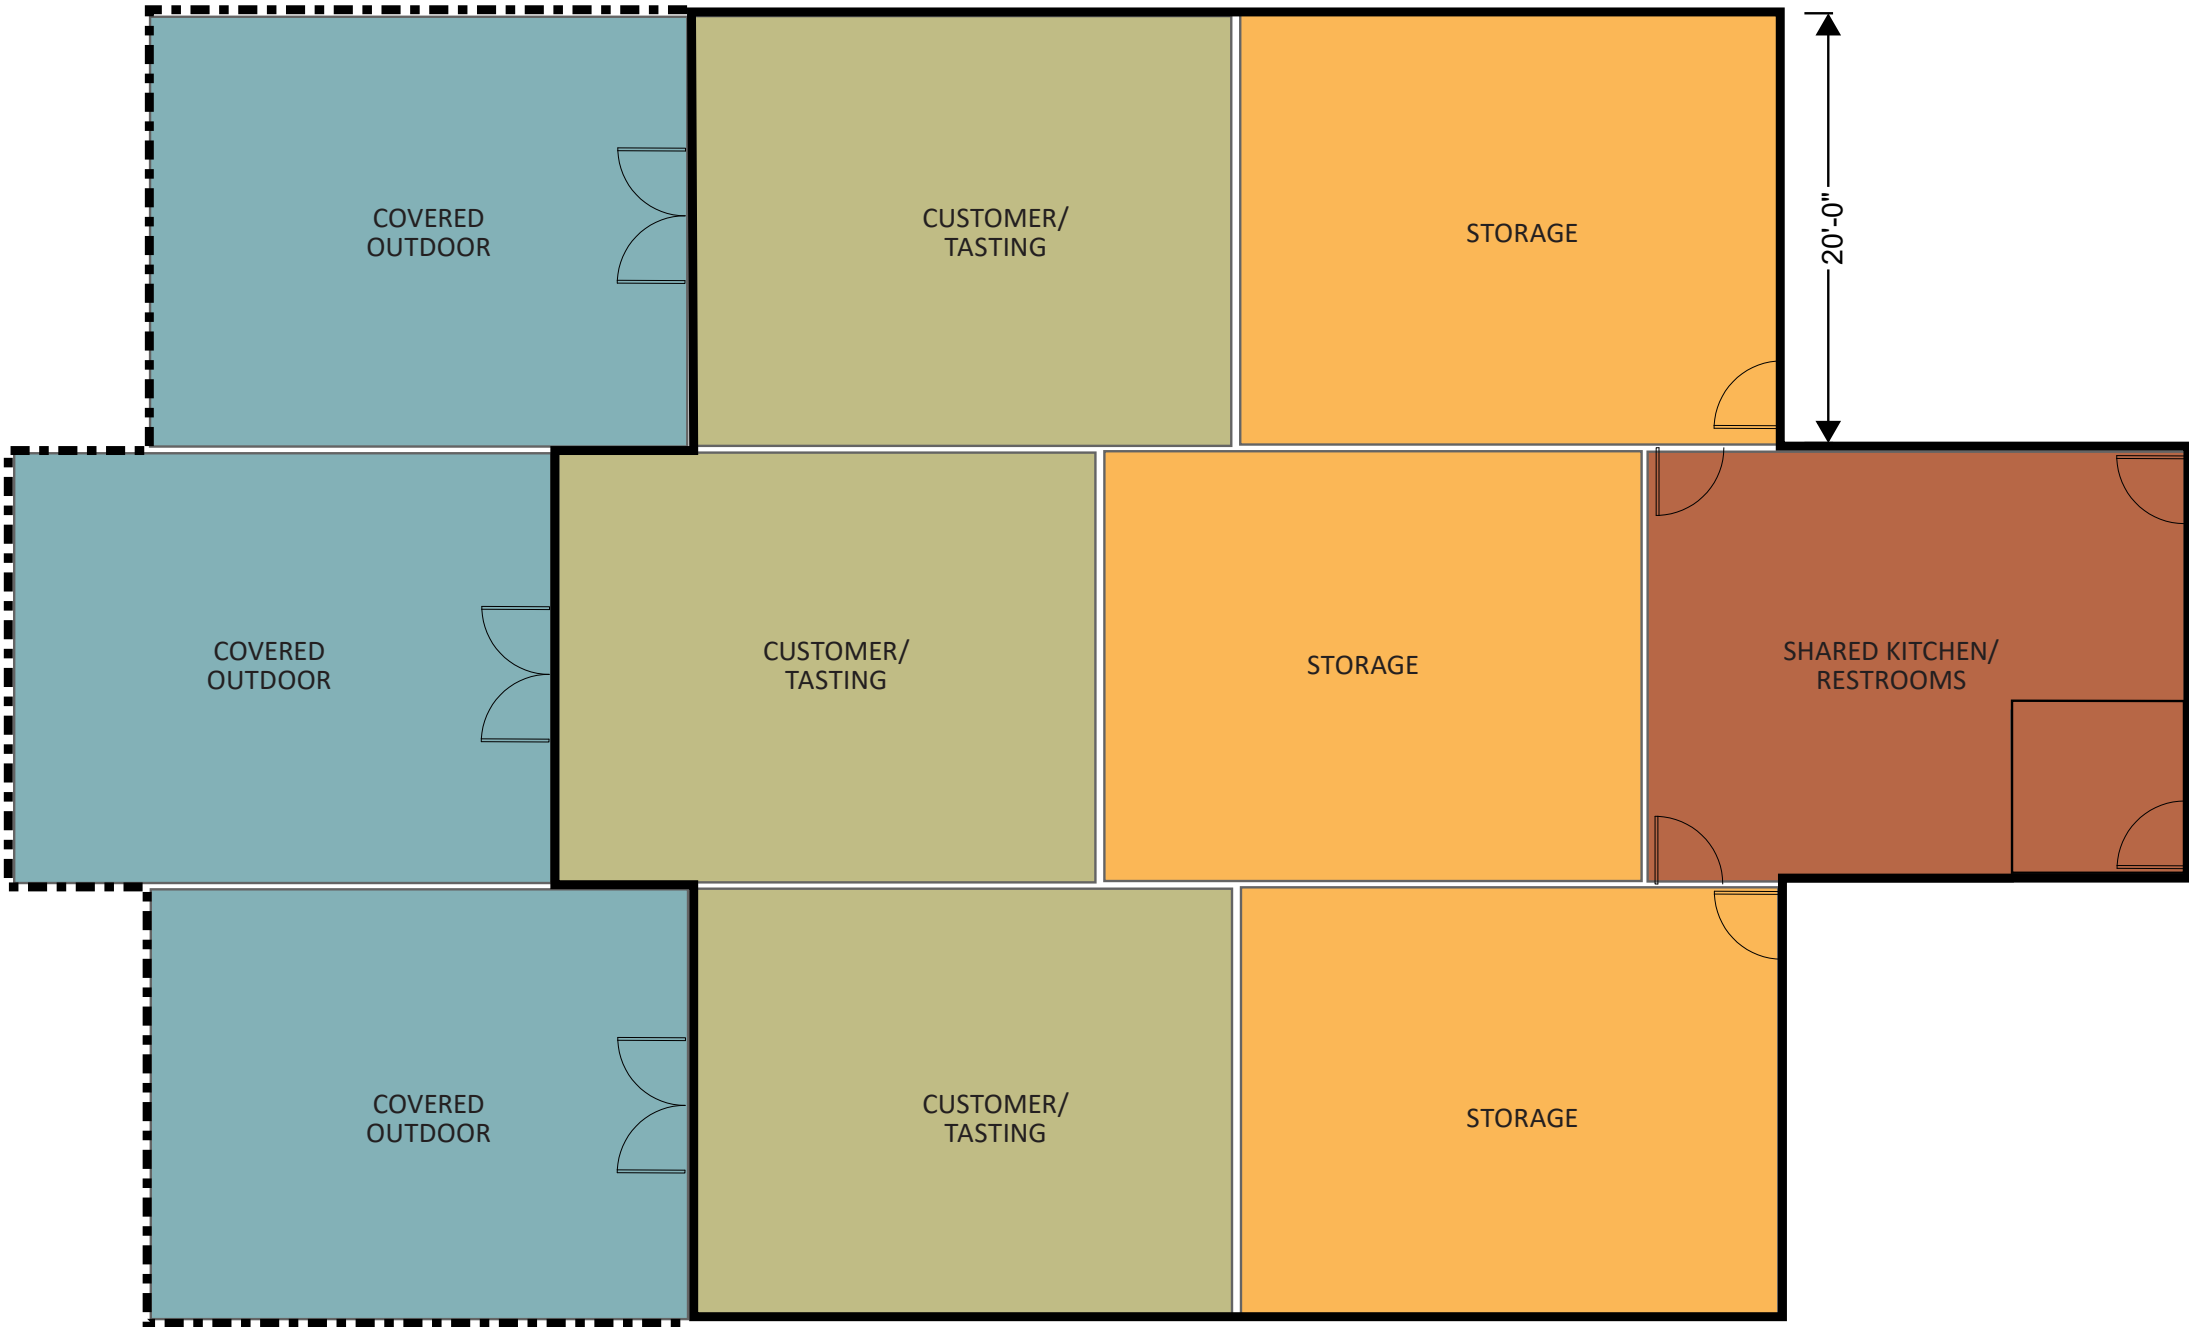 COVERED
OUTDOOR
CUSTOMER/
TASTING
STORAGE
20'-0"
COVERED
OUTDOOR
CUSTOMER/
TASTING
STORAGE
SHARED KITCHEN/
RESTROOMS
COVERED
OUTDOOR
CUSTOMER/
TASTING
STORAGE